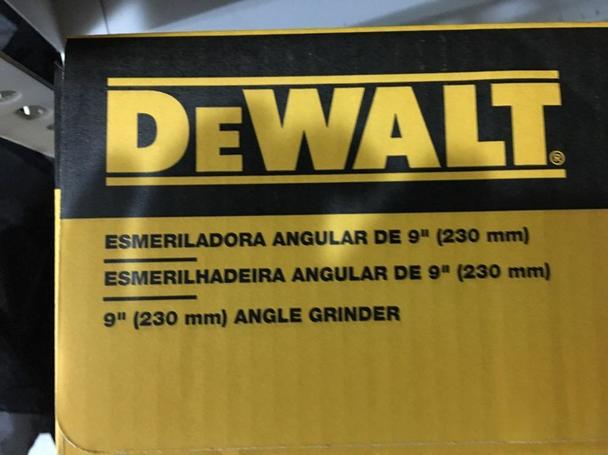 DEWALT®
ESMERILADORA ANGULAR DE 9" (230 mm)
ESMERILHADEIRA ANGULAR DE 9" (230 mm)
9" (230 mm) ANGLE GRINDER